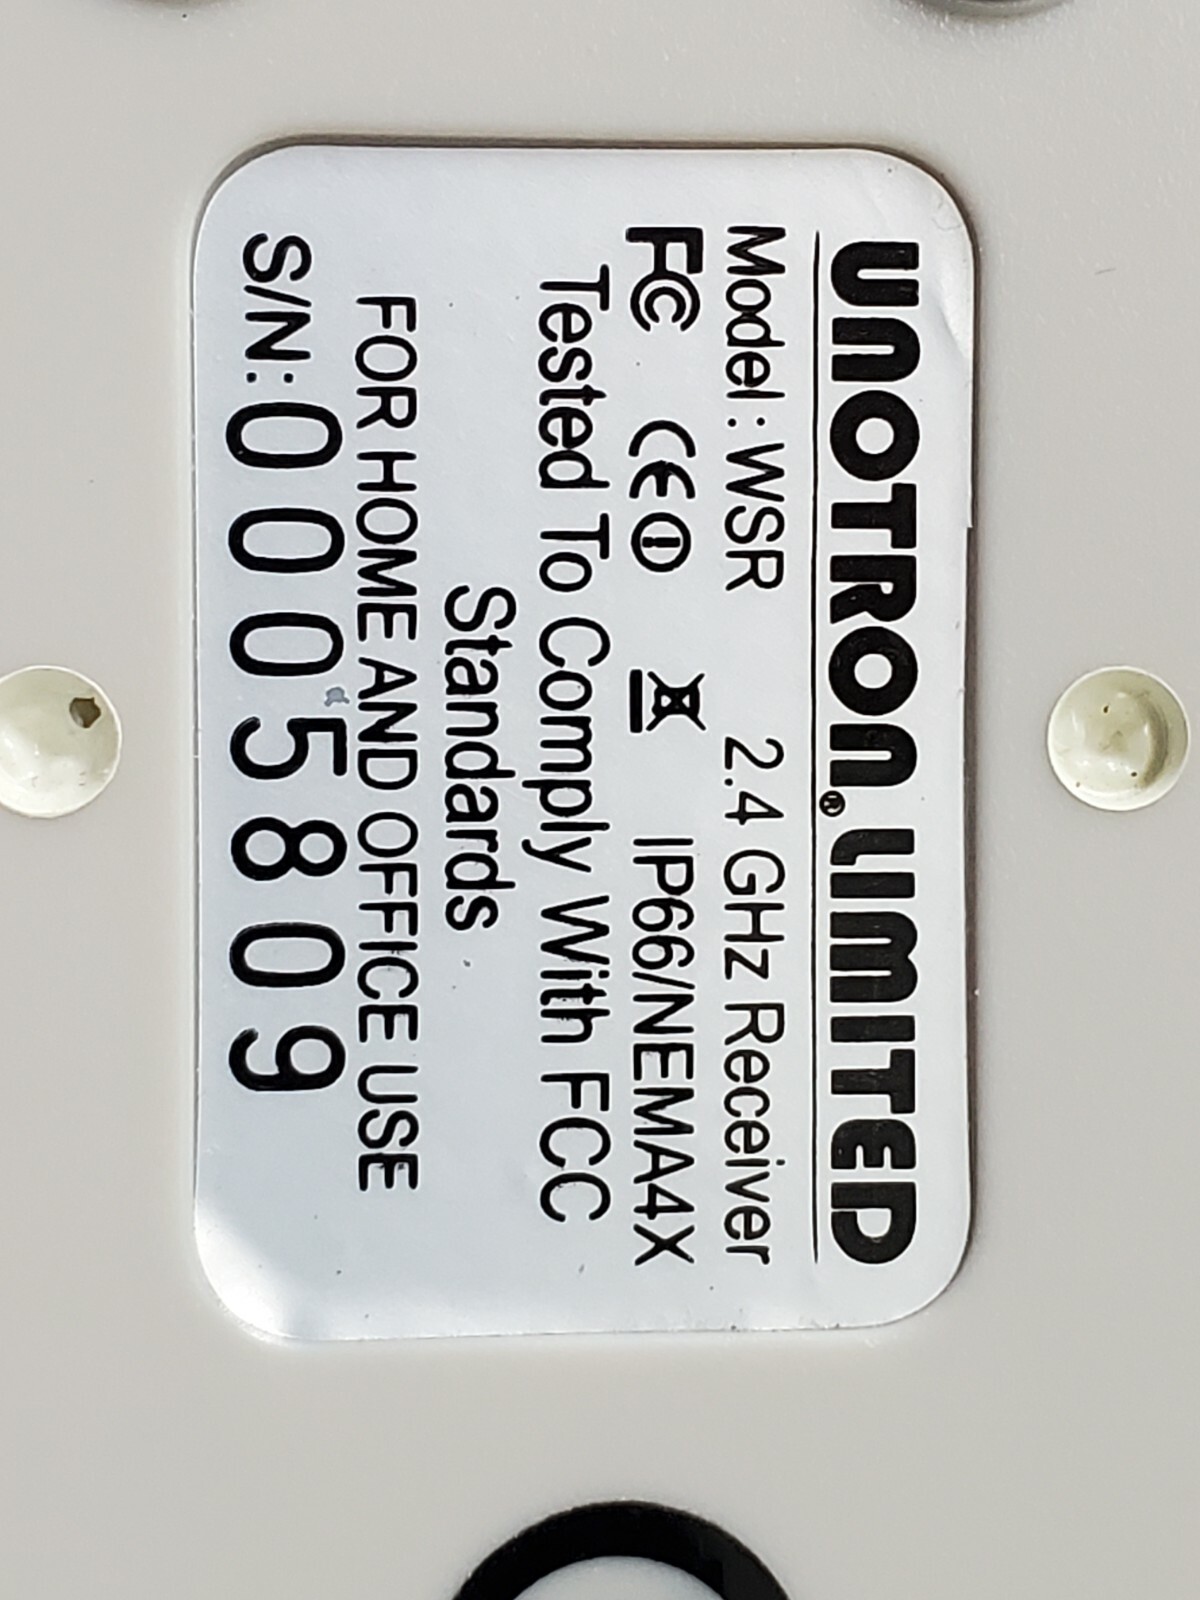 UNOTRON® LIMITED
Model: WSR 2.4 GHz Receiver
FC CE IP66/NEMA4X
Tested To Comply With FCC
Standards
FOR HOME AND OFFICE USE
S/N: 0005809